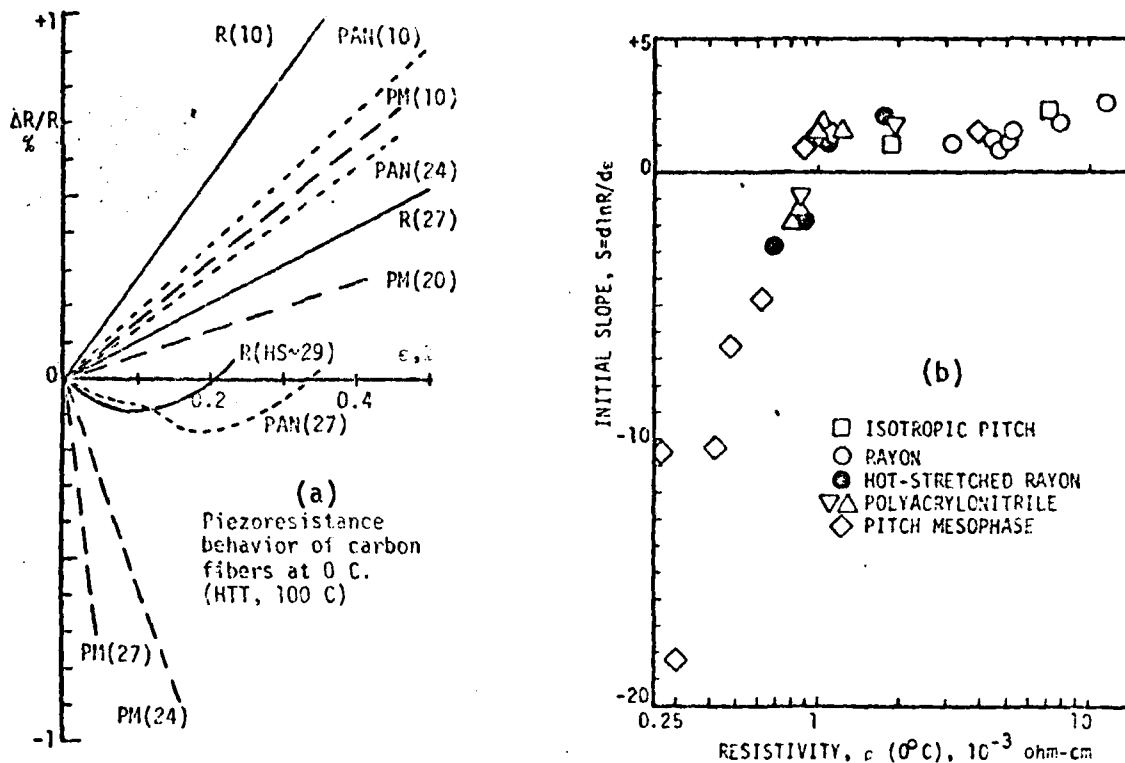 +1
R(10)
PAN(10)
PM(10)
ΔR/R
%
PAN(24)
R(27)
PM(20)
R(HS~29)
ε,%
0
0.2
0.4
PAN(27)
(a)
Piezoresistance
behavior of carbon
fibers at 0 C.
(HTT, 100 C)
PM(27)
PM(24)
-1
+5
0
-10
-20
INITIAL SLOPE, S=dlnR/dε
(b)
ISOTROPIC PITCH
RAYON
HOT-STRETCHED RAYON
POLYACRYLONITRILE
PITCH MESOPHASE
0.25
1
10
RESISTIVITY, ρ (0°C), 10⁻³ ohm-cm